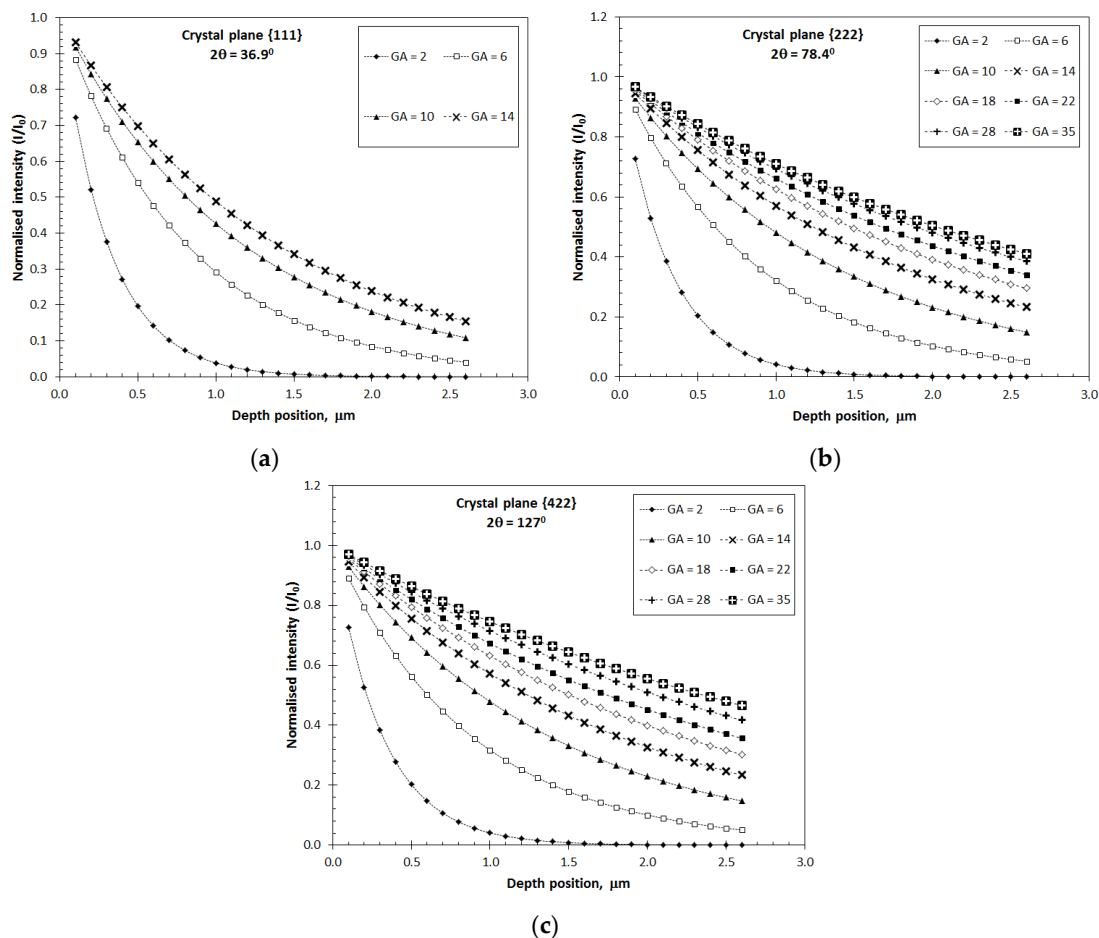 (a)
Crystal plane {111}
2θ = 36.9⁰
GA = 2 GA = 6
GA = 10 GA = 14
Normalised intensity (I/I₀)
1.0
0.9
0.8
0.7
0.6
0.5
0.4
0.3
0.2
0.1
0.0
0.0 0.5 1.0 1.5 2.0 2.5 3.0
Depth position, μm
(b)
Crystal plane {222}
2θ = 78.4⁰
GA = 2 GA = 6
GA = 10 GA = 14
GA = 18 GA = 22
GA = 28 GA = 35
Normalised intensity (I/I₀)
1.2
1.0
0.8
0.6
0.4
0.2
0.0
0.0 0.5 1.0 1.5 2.0 2.5 3.0
Depth position, μm
(c)
Crystal plane {422}
2θ = 127⁰
GA = 2 GA = 6
GA = 10 GA = 14
GA = 18 GA = 22
GA = 28 GA = 35
Normalised intensity (I/I₀)
1.2
1.0
0.8
0.6
0.4
0.2
0.0
0.0 0.5 1.0 1.5 2.0 2.5 3.0
Depth position, μm